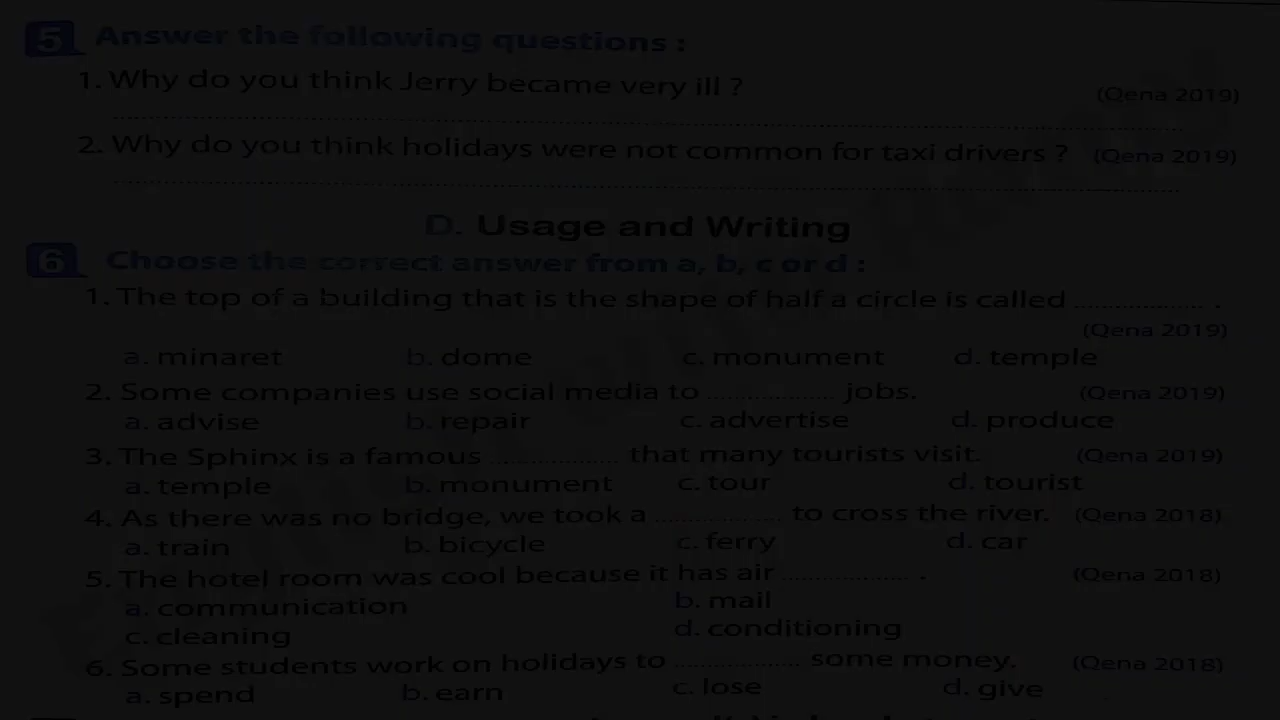 5 Answer the following questions :
1. Why do you think Jerry became very ill ? (Qena 2019)
2. Why do you think holidays were not common for taxi drivers ? (Qena 2019)
D. Usage and Writing
6 Choose the correct answer from a, b, c or d :
1. The top of a building that is the shape of half a circle is called ................ .
(Qena 2019)
a. minaret b. dome c. monument d. temple
2. Some companies use social media to ................ jobs. (Qena 2019)
a. advise b. repair c. advertise d. produce
3. The Sphinx is a famous ................ that many tourists visit. (Qena 2019)
a. temple b. monument c. tour d. tourist
4. As there was no bridge, we took a ................ to cross the river. (Qena 2018)
a. train b. bicycle c. ferry d. car
5. The hotel room was cool because it has air ................ . (Qena 2018)
a. communication b. mail
c. cleaning d. conditioning
6. Some students work on holidays to ................ some money. (Qena 2018)
a. spend b. earn c. lose d. give